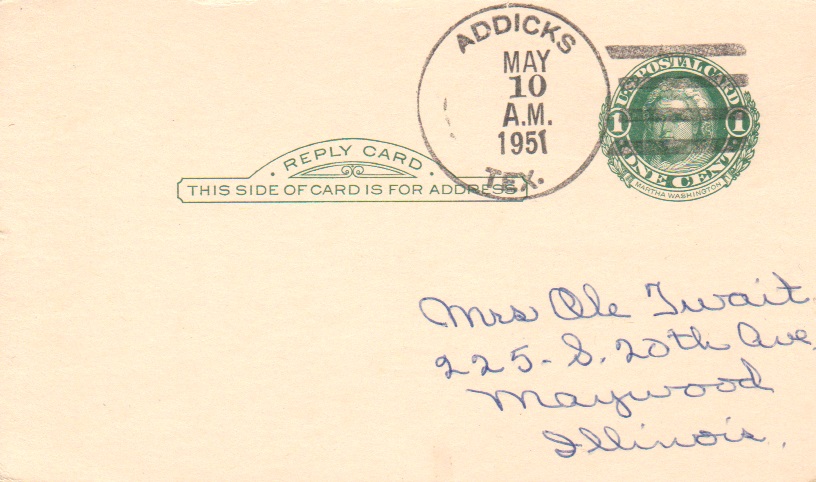 ADDICKS
MAY
10
A.M.
1951
TEX.
U.S. POSTAL CARD
1 1
ONE CENT
MARTHA WASHINGTON
· REPLY CARD ·
THIS SIDE OF CARD IS FOR ADDRESS
Mrs Ole Twait
225 - S. 20th Ave.
Maywood
Illinois.